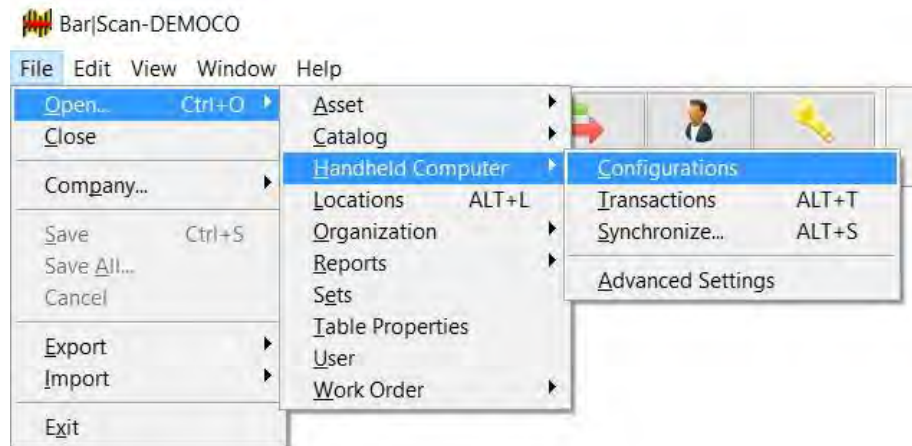 Bar|Scan-DEMOCO
File Edit View Window Help
Open... Ctrl+O
Close
Company...
Save Ctrl+S
Save All...
Cancel
Export
Import
Exit
Asset
Catalog
Handheld Computer
Locations ALT+L
Organization
Reports
Sets
Table Properties
User
Work Order
Configurations
Transactions ALT+T
Synchronize... ALT+S
Advanced Settings